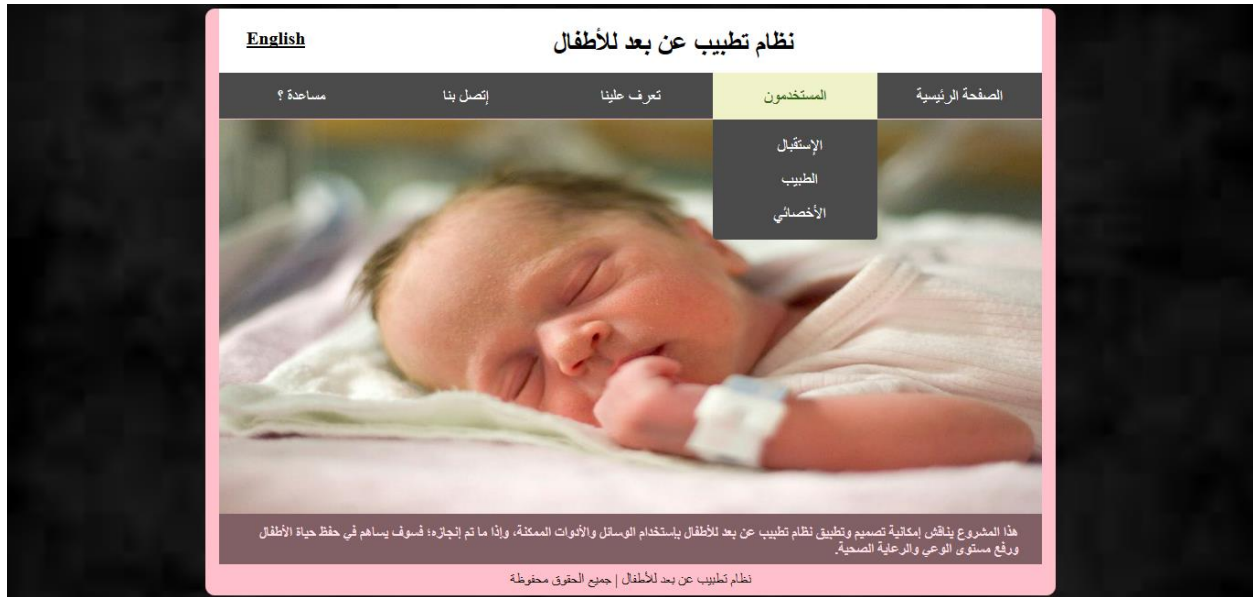 نظام تطبيب عن بعد للأطفال
English
الصفحة الرئيسية
المستخدمون
تعرف علينا
إتصل بنا
مساعدة ؟
الإستقبال
الطبيب
الأخصائي
هذا المشروع يناقش إمكانية تصميم وتطبيق نظام تطبيب عن بعد للأطفال بإستخدام الوسائل والأدوات الممكنة، وإذا ما تم إنجازه؛ فسوف يساهم في حفظ حياة الأطفال
ورفع مستوى الوعي والرعاية الصحية.
نظام تطبيب عن بعد للأطفال | جميع الحقوق محفوظة